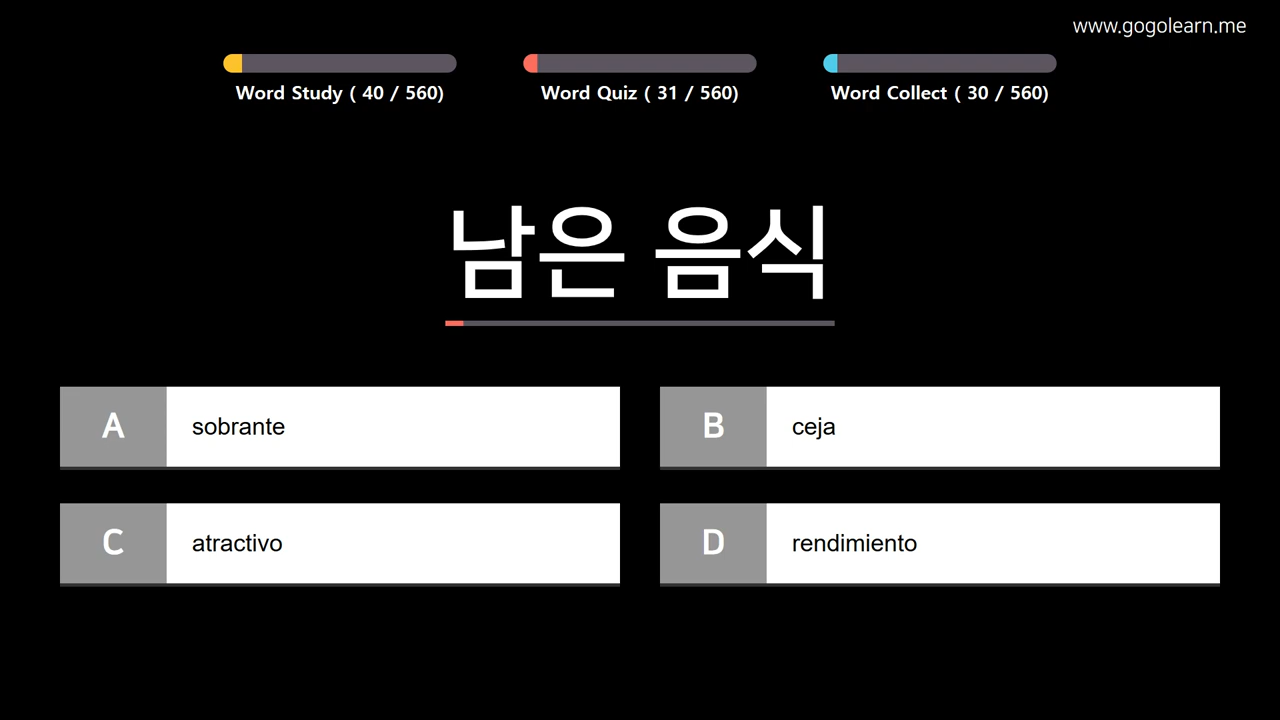 www.gogolearn.me
Word Study ( 40 / 560)
Word Quiz ( 31 / 560)
Word Collect ( 30 / 560)
남은 음식
A sobrante
B ceja
C atractivo
D rendimiento